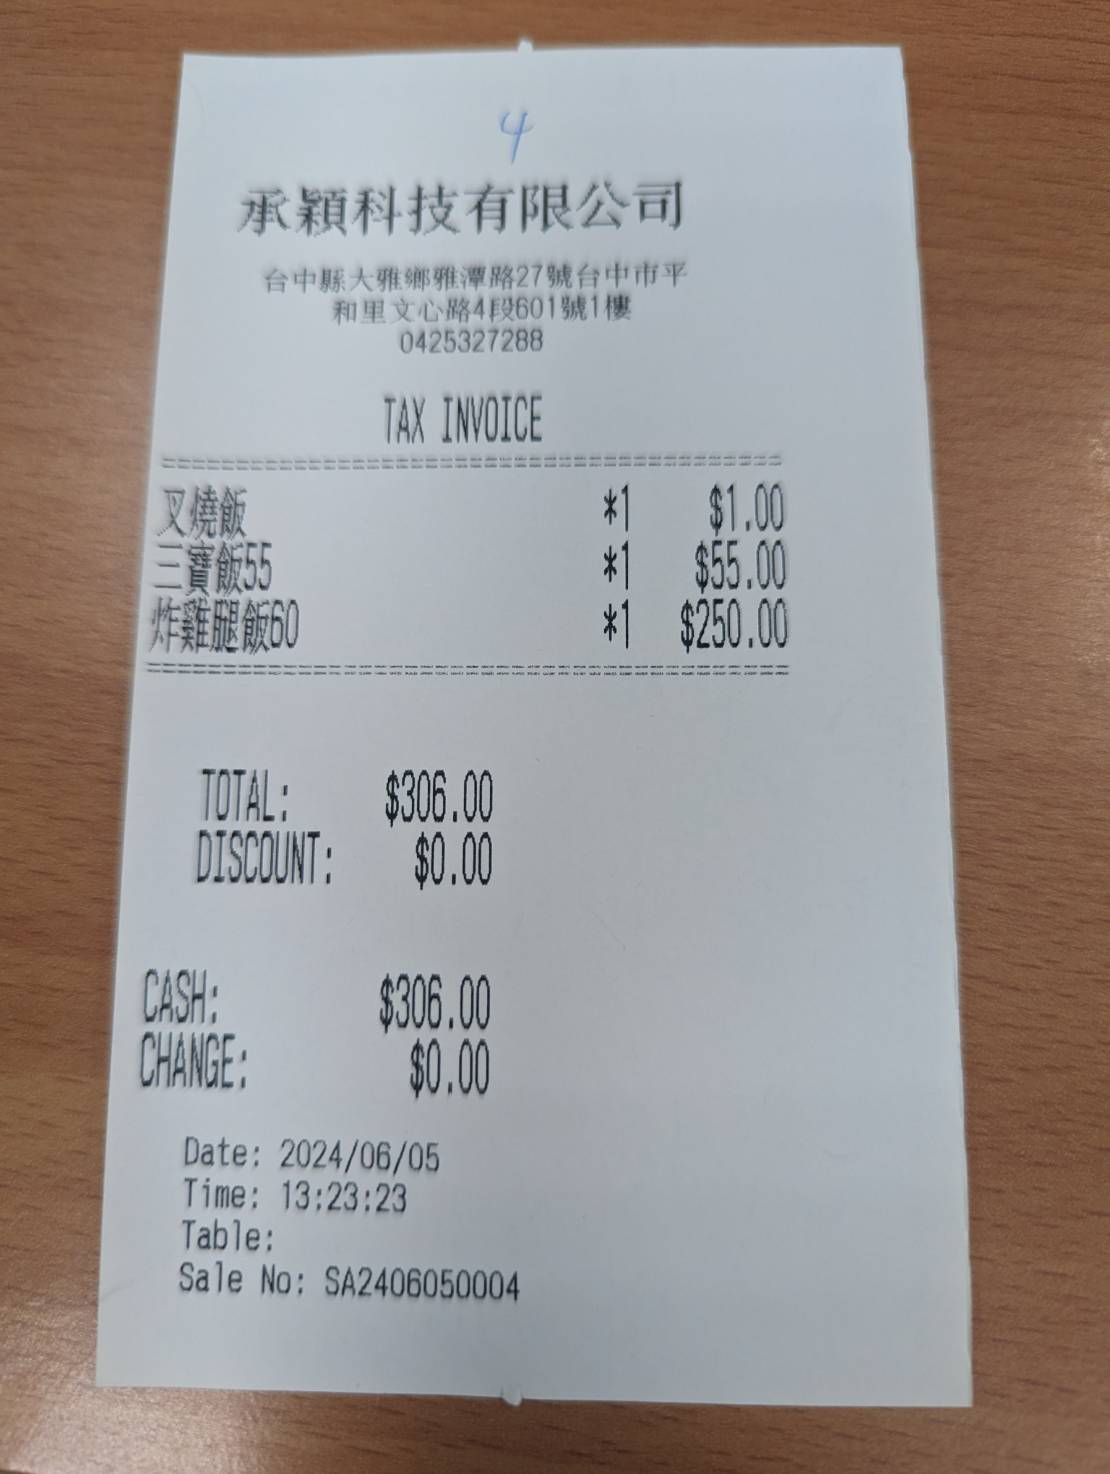 4
承穎科技有限公司
台中縣大雅鄉雅潭路27號台中市平
和里文心路4段601號1樓
0425327288
TAX INVOICE
叉燒飯 *1 $1.00
三寶飯55 *1 $55.00
炸雞腿飯60 *1 $250.00
TOTAL: $306.00
DISCOUNT: $0.00
CASH: $306.00
CHANGE: $0.00
Date: 2024/06/05
Time: 13:23:23
Table:
Sale No: SA2406050004